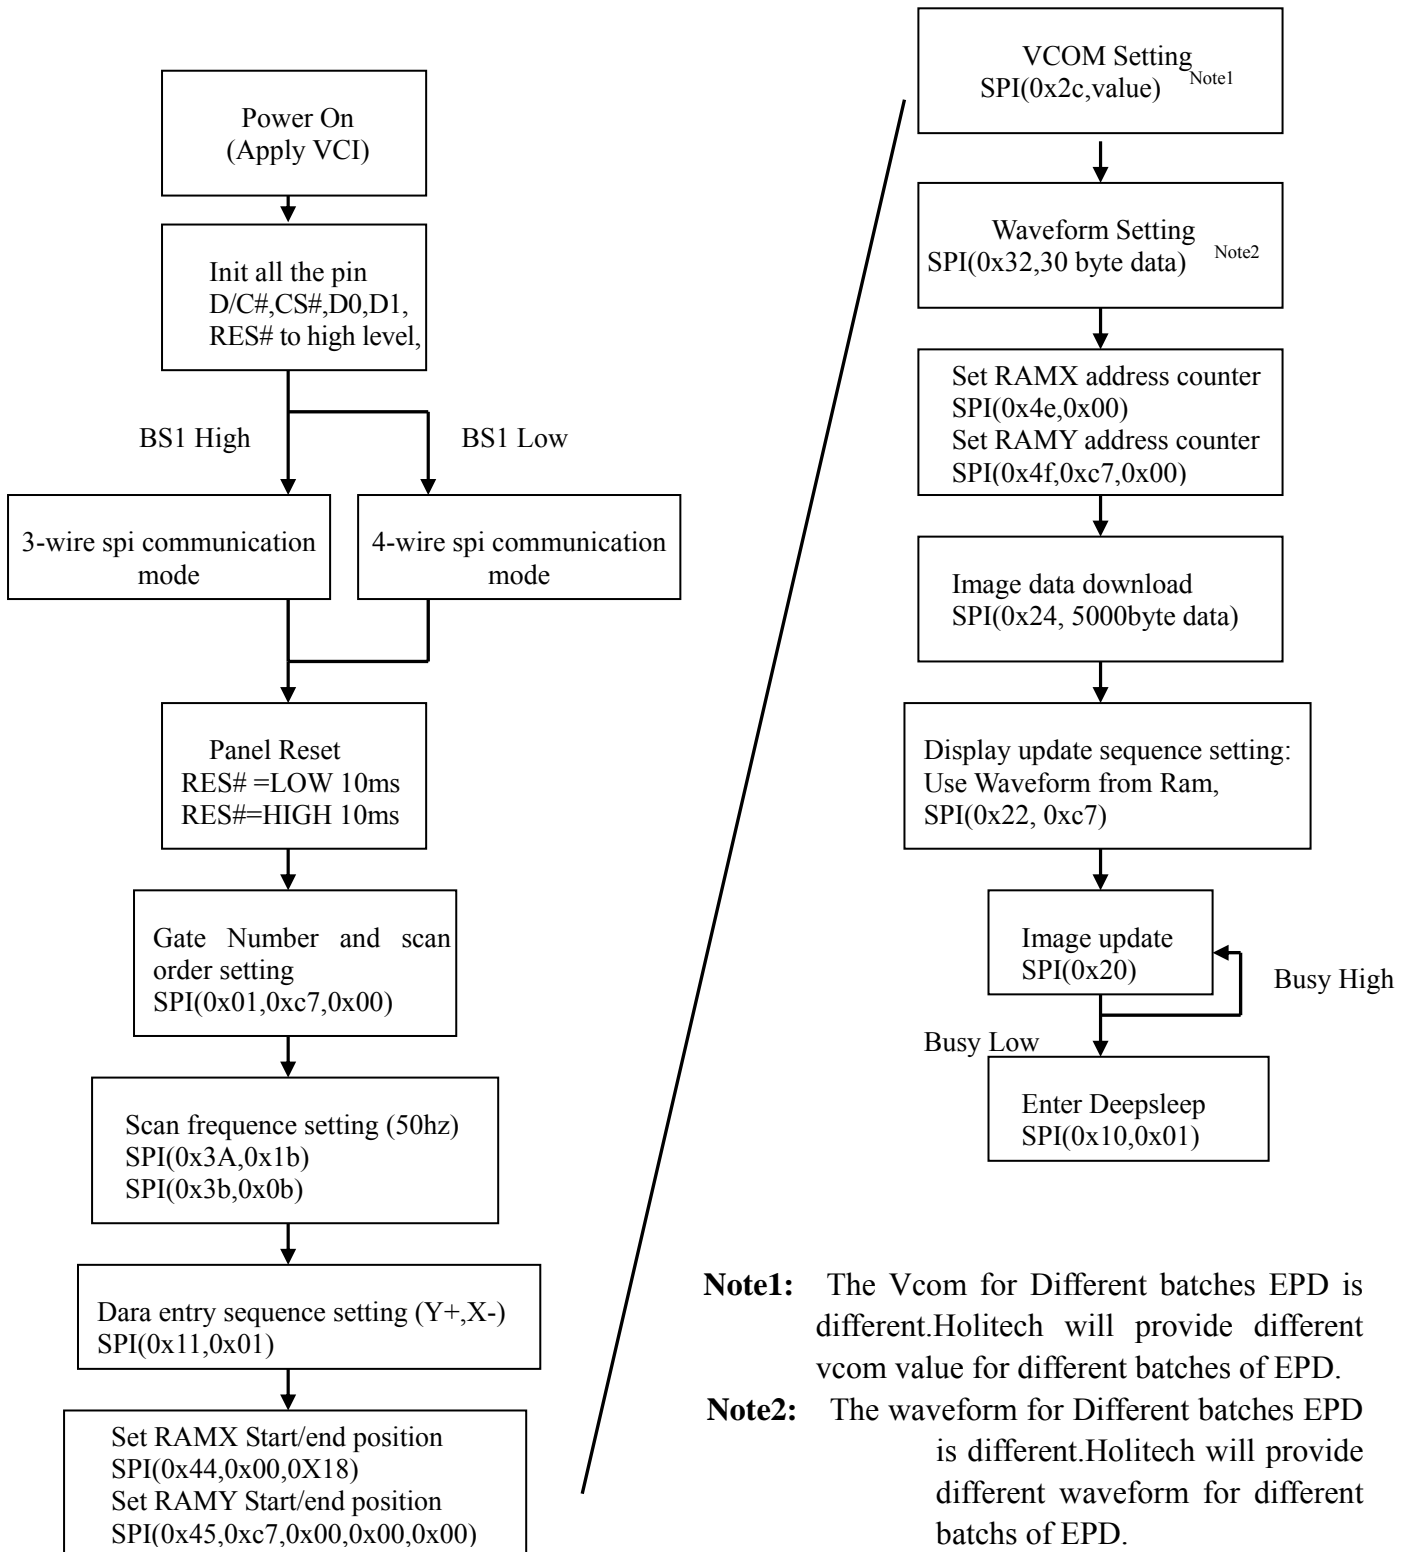 Power On
(Apply VCI)
Init all the pin
D/C#,CS#,D0,D1,
RES# to high level,
BS1 High
BS1 Low
3-wire spi communication
mode
4-wire spi communication
mode
Panel Reset
RES# =LOW 10ms
RES#=HIGH 10ms
Gate Number and scan
order setting
SPI(0x01,0xc7,0x00)
Scan frequence setting (50hz)
SPI(0x3A,0x1b)
SPI(0x3b,0x0b)
Dara entry sequence setting (Y+,X-)
SPI(0x11,0x01)
Set RAMX Start/end position
SPI(0x44,0x00,0X18)
Set RAMY Start/end position
SPI(0x45,0xc7,0x00,0x00,0x00)
VCOM Setting
SPI(0x2c,value) Note1
Waveform Setting
SPI(0x32,30 byte data) Note2
Set RAMX address counter
SPI(0x4e,0x00)
Set RAMY address counter
SPI(0x4f,0xc7,0x00)
Image data download
SPI(0x24, 5000byte data)
Display update sequence setting:
Use Waveform from Ram,
SPI(0x22, 0xc7)
Image update
SPI(0x20)
Busy High
Busy Low
Enter Deepsleep
SPI(0x10,0x01)
Note1: The Vcom for Different batches EPD is
different.Holitech will provide different
vcom value for different batches of EPD.
Note2: The waveform for Different batches EPD
is different.Holitech will provide
different waveform for different
batchs of EPD.